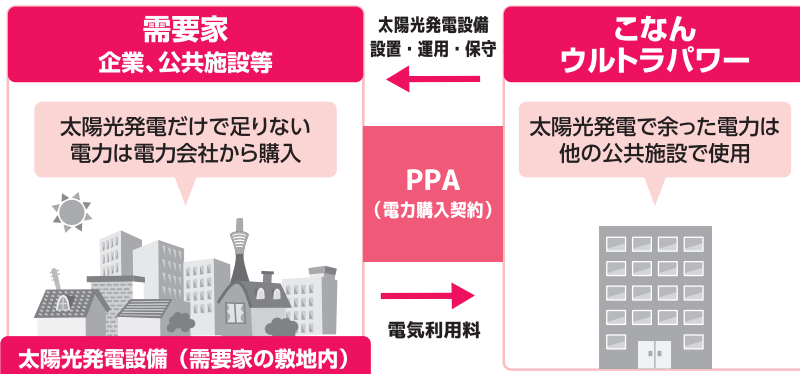 需要家
企業、公共施設等
太陽光発電設備
設置・運用・保守
こなん
ウルトラパワー
太陽光発電だけで足りない
電力は電力会社から購入
PPA
（電力購入契約）
太陽光発電で余った電力は
他の公共施設で使用
電気利用料
太陽光発電設備（需要家の敷地内）